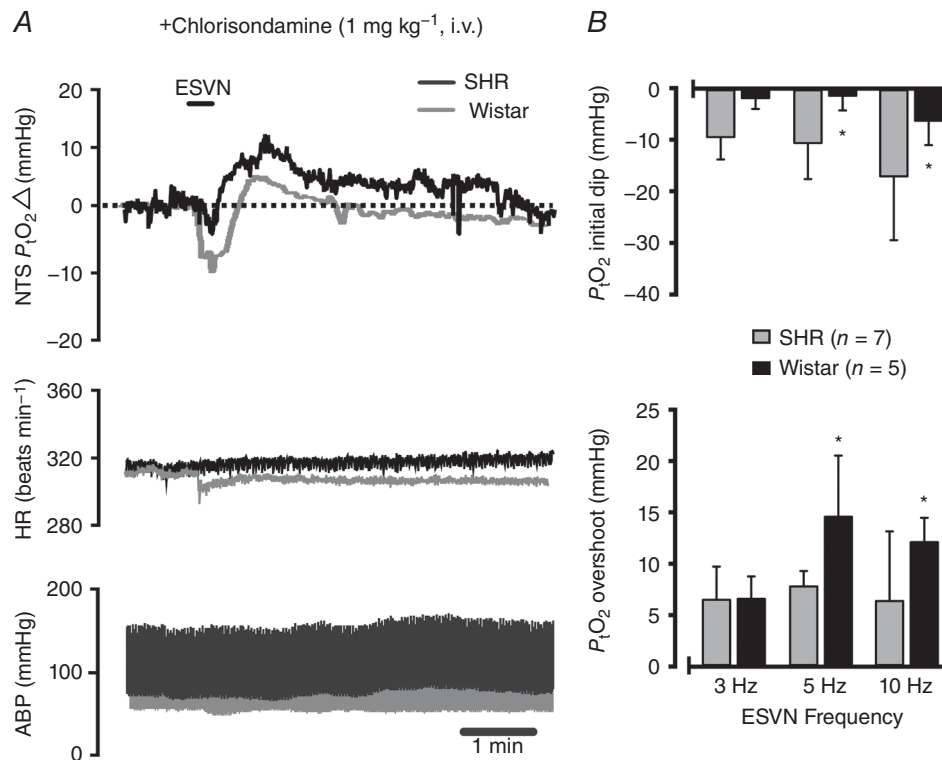 A
+Chlorisondamine (1 mg kg⁻¹, i.v.)
ESVN
SHR
Wistar
NTS PtO2 △ (mmHg)
20
10
0
−10
−20
HR (beats min⁻¹)
360
320
280
ABP (mmHg)
200
100
0
1 min
B
PtO2 initial dip (mmHg)
0
−10
−20
−30
−40
*
*
SHR (n = 7)
Wistar (n = 5)
PtO2 overshoot (mmHg)
25
20
15
10
5
0
*
*
3 Hz 5 Hz 10 Hz
ESVN Frequency